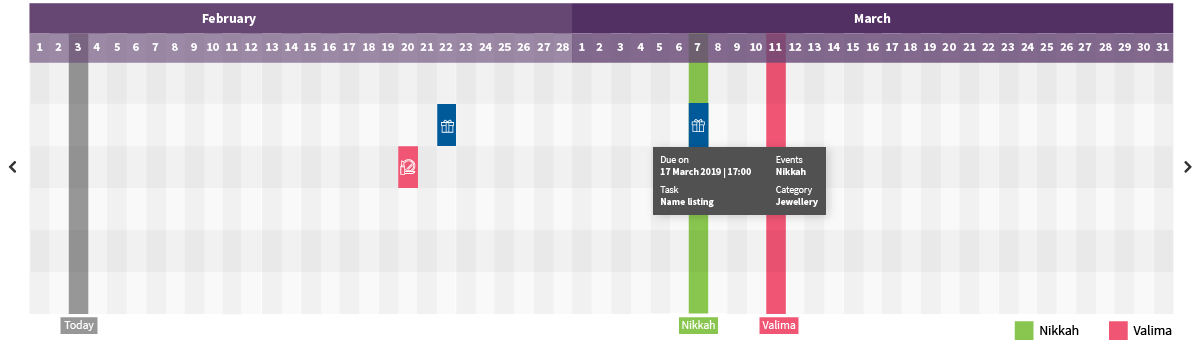 February March
1 2 3 4 5 6 7 8 9 10 11 12 13 14 15 16 17 18 19 20 21 22 23 24 25 26 27 28 1 2 3 4 5 6 7 8 9 10 11 12 13 14 15 16 17 18 19 20 21 22 23 24 25 26 27 28 29 30 31
Due on Events
17 March 2019 | 17:00 Nikkah
Task Category
Name listing Jewellery
Today Nikkah Valima
Nikkah Valima